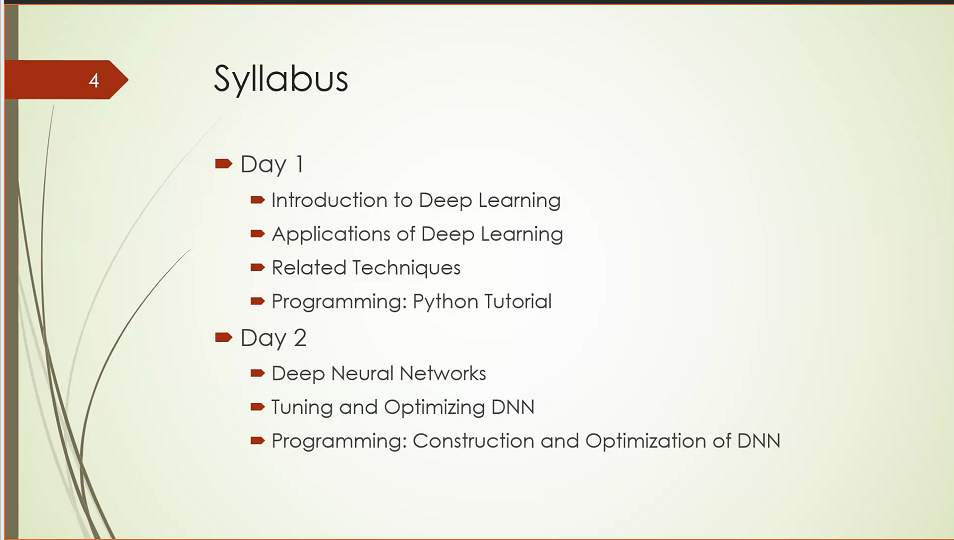 4
Syllabus
Day 1
Introduction to Deep Learning
Applications of Deep Learning
Related Techniques
Programming: Python Tutorial
Day 2
Deep Neural Networks
Tuning and Optimizing DNN
Programming: Construction and Optimization of DNN